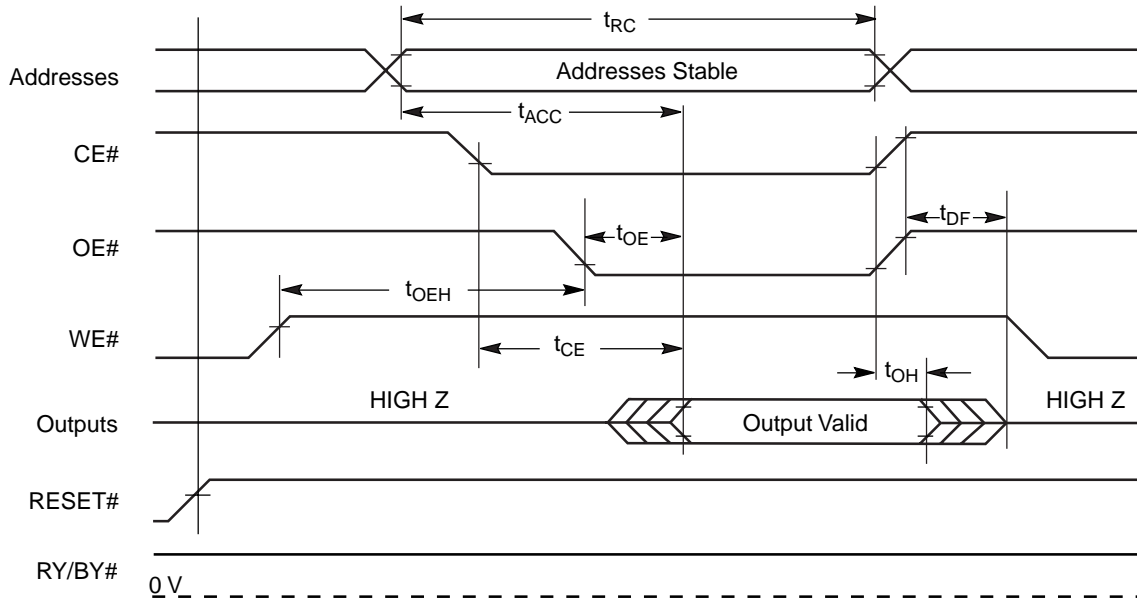 tRC
Addresses
Addresses Stable
tACC
CE#
tDF
OE#
tOE
tOEH
WE#
tCE
tOH
HIGH Z
HIGH Z
Outputs
Output Valid
RESET#
RY/BY#
0 V